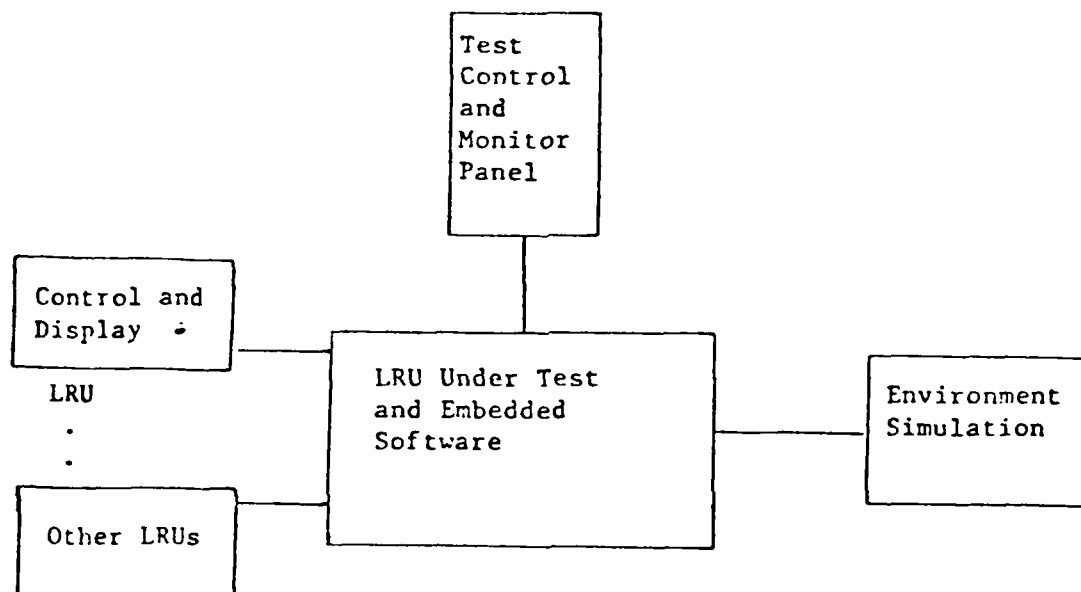 Test
Control
and
Monitor
Panel
Control and
Display
LRU
.
.
Other LRUs
LRU Under Test
and Embedded
Software
Environment
Simulation